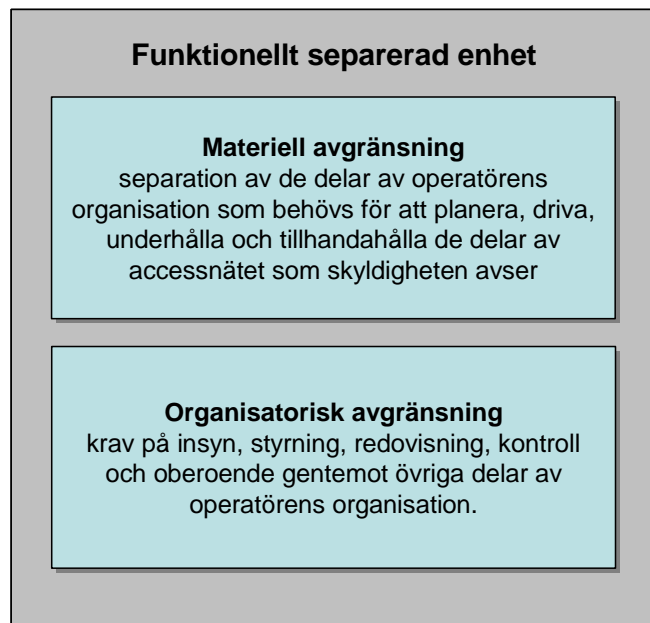 Funktionellt separerad enhet
Materiell avgränsning
separation av de delar av operatörens
organisation som behövs för att planera, driva,
underhålla och tillhandahålla de delar av
accessnätet som skyldigheten avser
Organisatorisk avgränsning
krav på insyn, styrning, redovisning, kontroll
och oberoende gentemot övriga delar av
operatörens organisation.